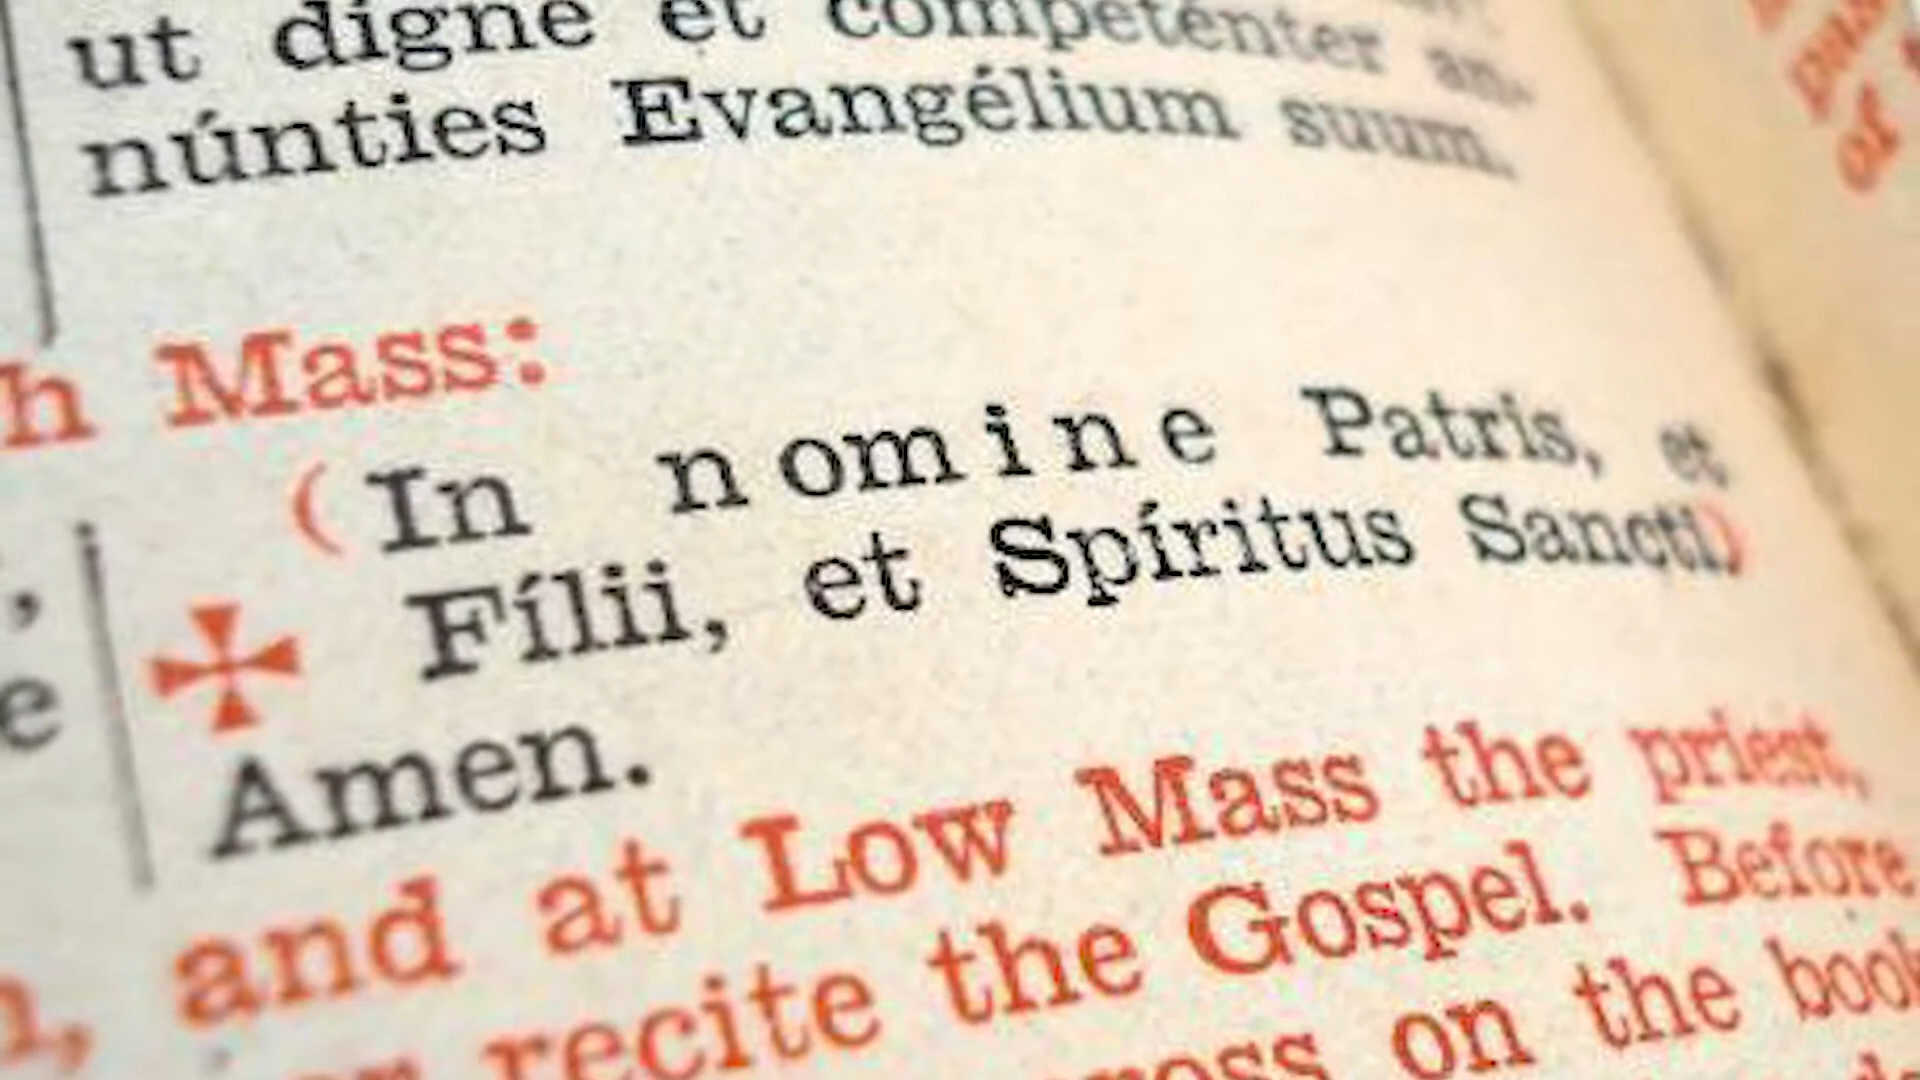 ut digne et competénter an-
núnties Evangélium suum.
h Mass:
(In nomine Patris, et
✠ Fílii, et Spíritus Sancti)
Amen.
, and at Low Mass the priest,
recite the Gospel. Before
on the book
of